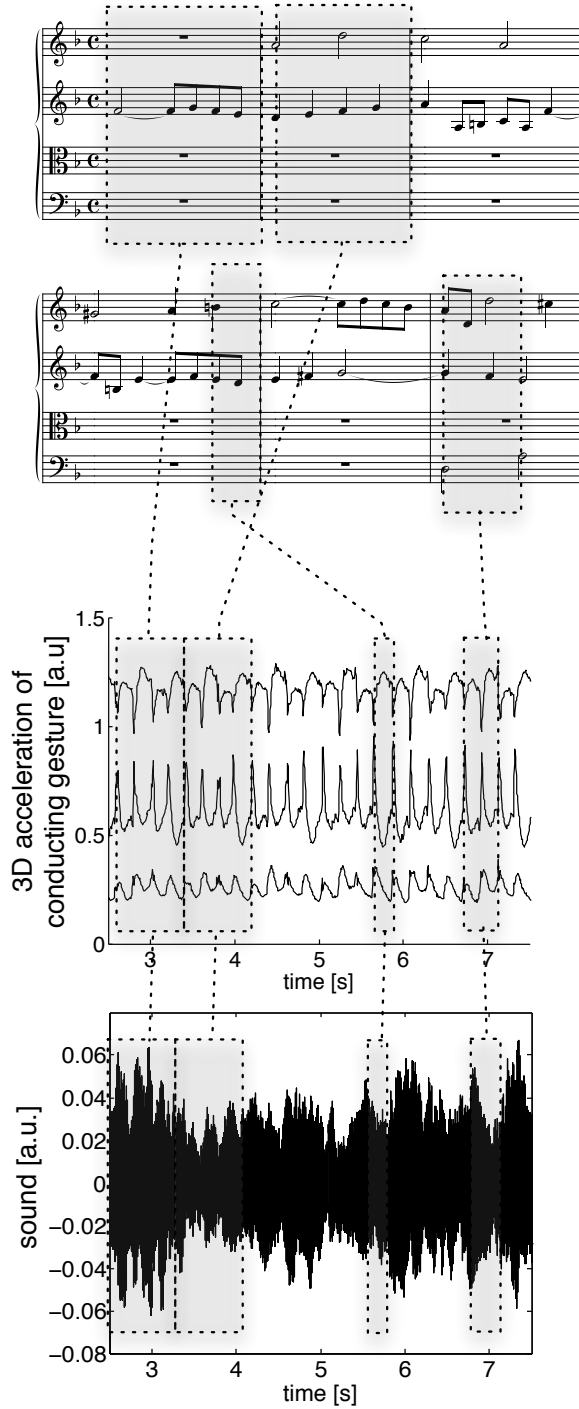 1.5
1
0.5
0
3D acceleration of
conducting gesture [a.u]
3 4 5 6 7
time [s]
0.06
0.04
0.02
0
−0.02
−0.04
−0.06
−0.08
sound [a.u.]
3 4 5 6 7
time [s]